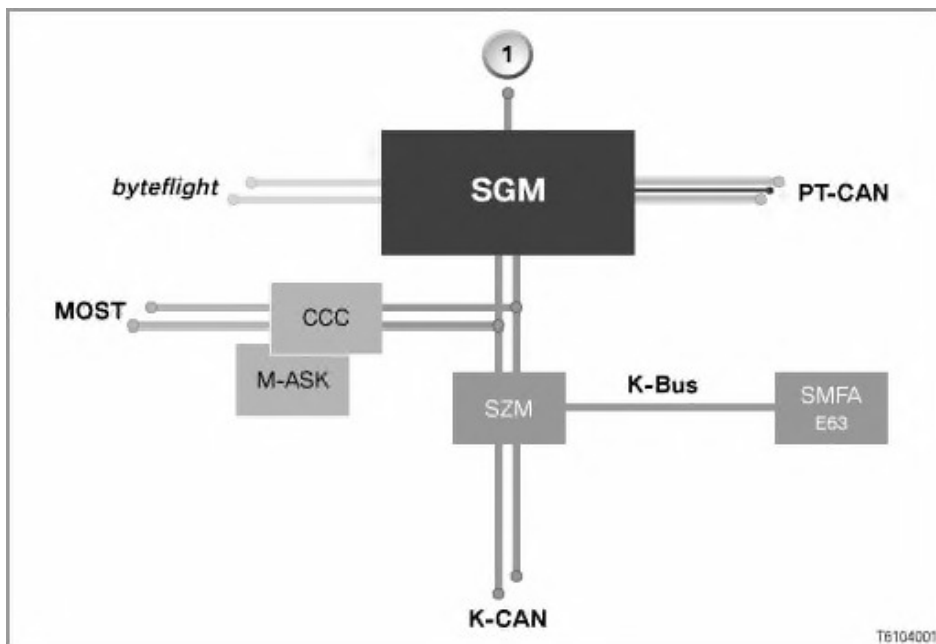 1
SGM
byteflight
PT-CAN
MOST
CCC
M-ASK
K-Bus
SZM
SMFA
E63
K-CAN
T6104001